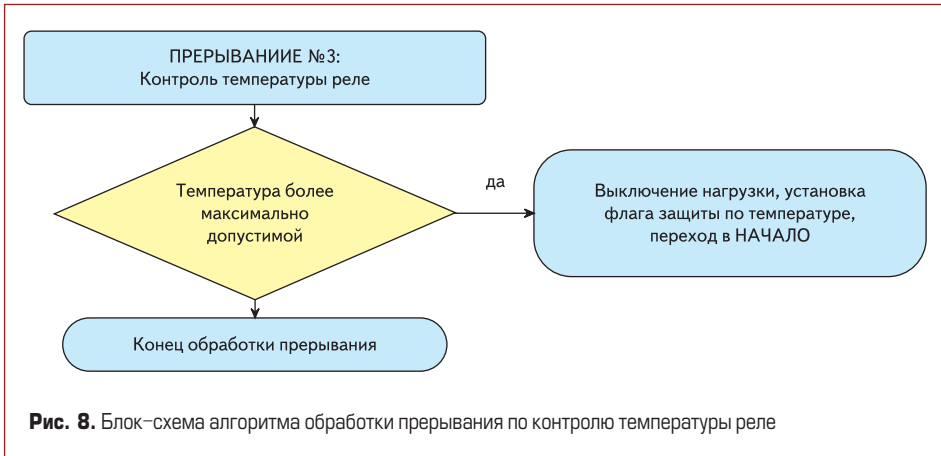 ПРЕРЫВАНИИЕ №3:
Контроль температуры реле
Температура более
максимально
допустимой
да
Выключение нагрузки, установка
флага защиты по температуре,
переход в НАЧАЛО
Конец обработки прерывания
Рис. 8. Блок-схема алгоритма обработки прерывания по контролю температуры реле